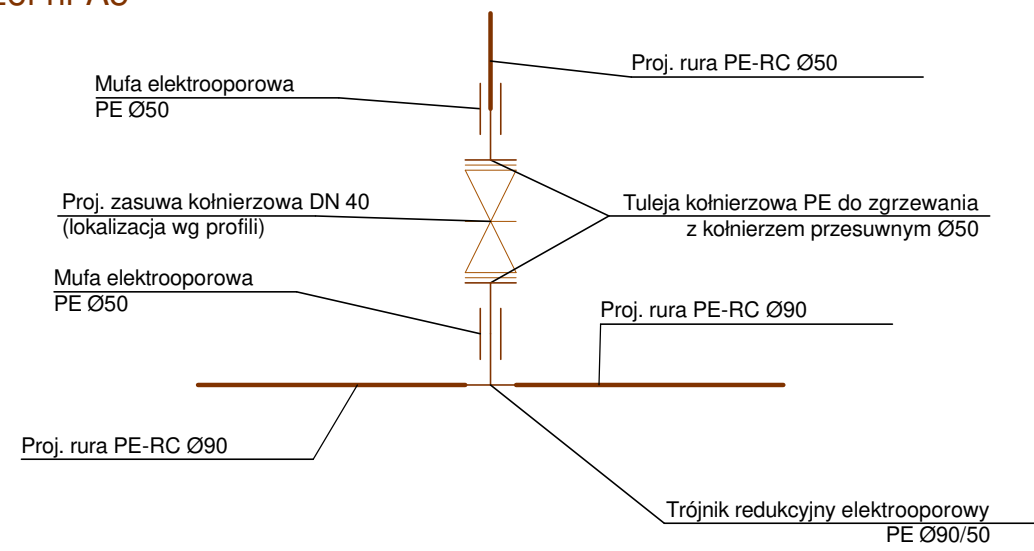 Proj. rura PE-RC Ø50
Mufa elektrooporowa
PE Ø50
Proj. zasuwa kołnierzowa DN 40
(lokalizacja wg profili)
Tuleja kołnierzowa PE do zgrzewania
z kołnierzem przesuwnym Ø50
Mufa elektrooporowa
PE Ø50
Proj. rura PE-RC Ø90
Proj. rura PE-RC Ø90
Trójnik redukcyjny elektrooporowy
PE Ø90/50